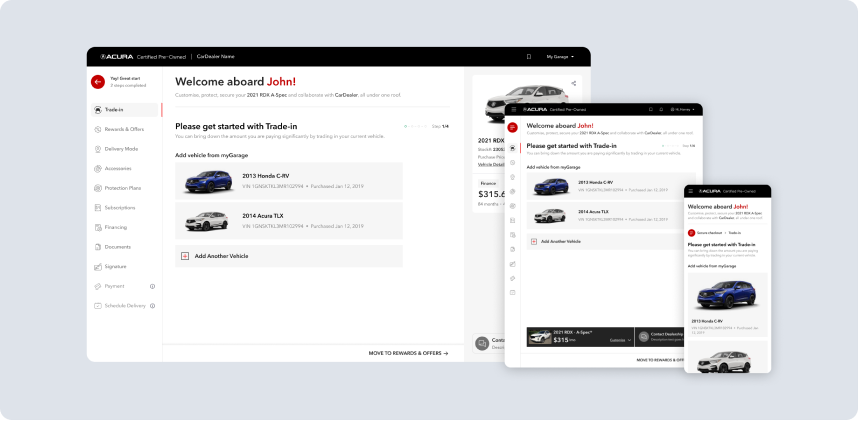 ACURA Certified Pre-Owned | CarDealer Name
My Garage
Yay! Great start
2 steps completed
Trade-in
Rewards & Offers
Delivery Mode
Accessories
Protection Plans
Subscriptions
Financing
Documents
Signature
Payment
Schedule Delivery
Welcome aboard John!
Customize, protect, secure your 2021 RDX A-Spec and collaborate with CarDealer, all under one roof.
Please get started with Trade-in
Step 1/4
You can bring down the amount you are paying significantly by trading in your current vehicle.
Add vehicle from myGarage
2013 Honda C-RV
VIN 1GNSKTKL3MR102994 • Purchased Jan 12, 2019
2014 Acura TLX
VIN 1GNSKTKL3MR102994 • Purchased Jan 12, 2019
Add Another Vehicle
MOVE TO REWARDS & OFFERS →
2021 RDX
Purchase Price
Vehicle Detail
Finance
$315.6
84 months
Conta
ACURA Certified Pre-Owned
Welcome aboard John!
Customize, protect, secure your 2021 RDX A-Spec and collaborate with CarDealer, all under one roof.
Please get started with Trade-in
Step 1/4
You can bring down the amount you are paying significantly by trading in your current vehicle.
Add vehicle from myGarage
2013 Honda C-RV
VIN 1GNSKTKL3MR102994 • Purchased Jan 12, 2019
2014 Acura TLX
VIN 1GNSKTKL3MR102994 • Purchased Jan 12, 2019
Add Another Vehicle
2021 RDX - A-Spec*
$315/mo
Customize
Contact Dealership
MOVE TO REWARDS & OFF
ACURA Certified Pre-Owned
Welcome aboard John!
Customize, protect, secure your 2021 RDX A-Spec
and collaborate with CarDealer, all under one roof.
Secure checkout
Trade-in
Please get started with Trade-in
You can bring down the amount you are paying
significantly by trading in your current vehicle.
Add vehicle from myGarage
2013 Honda C-RV
VIN 1GNSKTKL3MR102994 • Purchased Jan
12, 2019